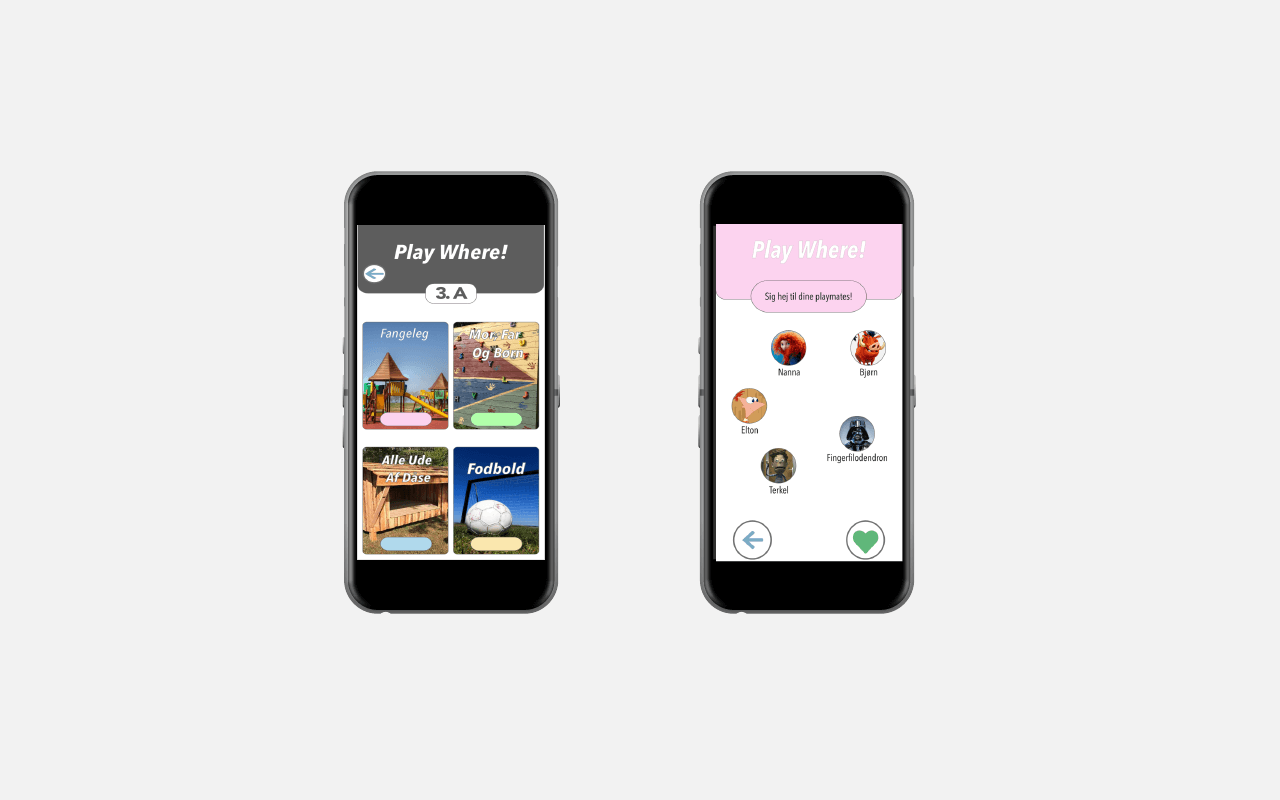 Play Where!
3. A
Fangeleg
Mor, Far
Og Børn
Alle Ude
Af Dåse
Fodbold
Play Where!
Sig hej til dine playmates!
Nanna
Bjørn
Elton
Fingerfilodendron
Terkel